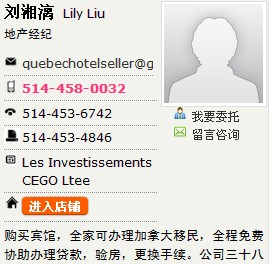 刘湘漓 Lily Liu
地产经纪
quebechotelseller@g
514-458-0032
514-453-6742
514-453-4846
Les Investissements
CEGO Ltee
进入店铺
我要委托
留言咨询
购买宾馆，全家可办理加拿大移民，全程免费
协助办理贷款，验房，更换手续。公司三十八